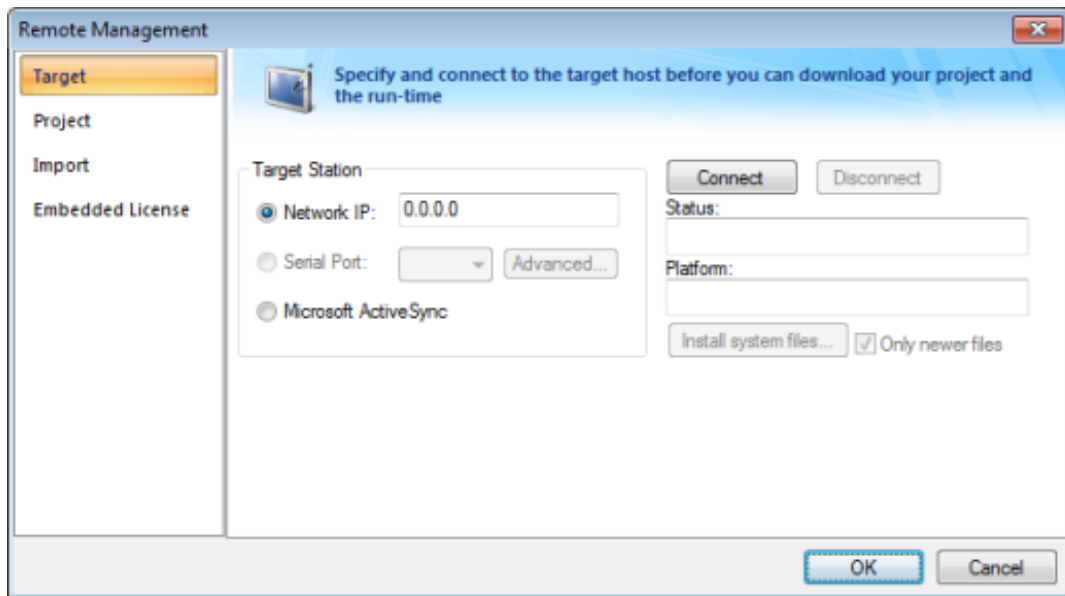 Remote Management
Target
Project
Import
Embedded License
Specify and connect to the target host before you can download your project and
the run-time
Target Station
Network IP: 0.0.0.0
Serial Port: Advanced...
Microsoft ActiveSync
Connect Disconnect
Status:
Platform:
Install system files... Only newer files
OK Cancel